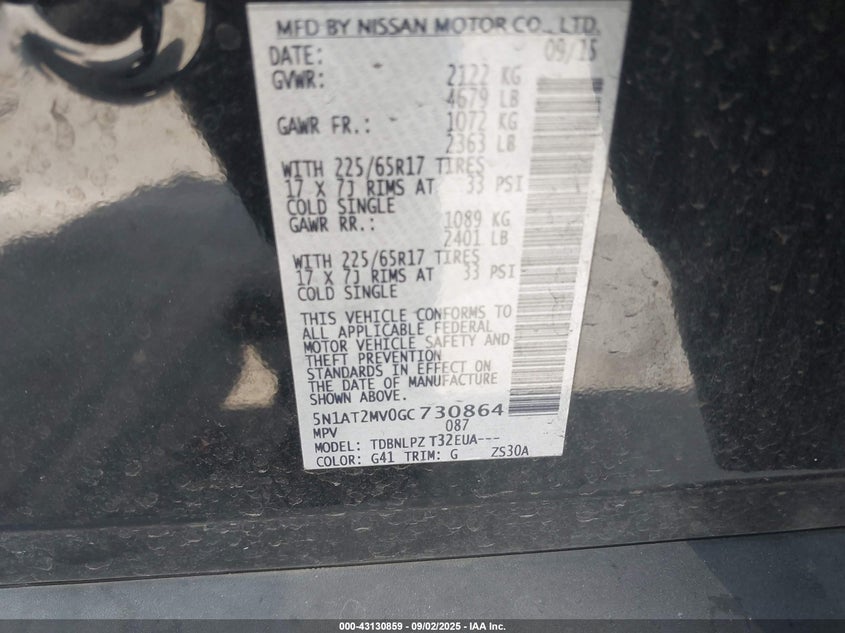 MFD BY NISSAN MOTOR CO., LTD.
DATE: 09/15
GVWR: 2122 KG
4679 LB
GAWR FR.: 1072 KG
2363 LB
WITH 225/65R17 TIRES
17 X 7J RIMS AT 33 PSI
COLD SINGLE
GAWR RR.: 1089 KG
2401 LB
WITH 225/65R17 TIRES
17 X 7J RIMS AT 33 PSI
COLD SINGLE
THIS VEHICLE CONFORMS TO
ALL APPLICABLE FEDERAL
MOTOR VEHICLE SAFETY AND
THEFT PREVENTION
STANDARDS IN EFFECT ON
THE DATE OF MANUFACTURE
SHOWN ABOVE.
5N1AT2MV0GC730864
MPV 087
MODEL: TDBNLPZ T32EUA---
COLOR: G41 TRIM: G ZS30A
000-43130859 - 09/02/2025 - IAA Inc.